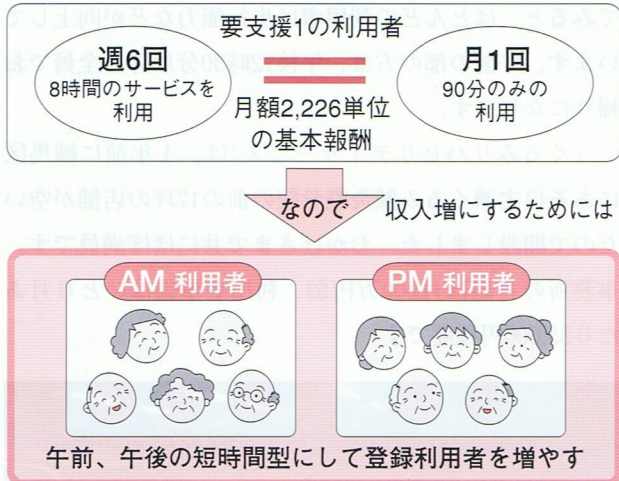 要支援1の利用者
週6回
8時間のサービスを
利用
月額2,226単位
の基本報酬
月1回
90分のみの
利用
なので
収入増にするためには
AM 利用者
PM 利用者
午前、午後の短時間型にして登録利用者を増やす